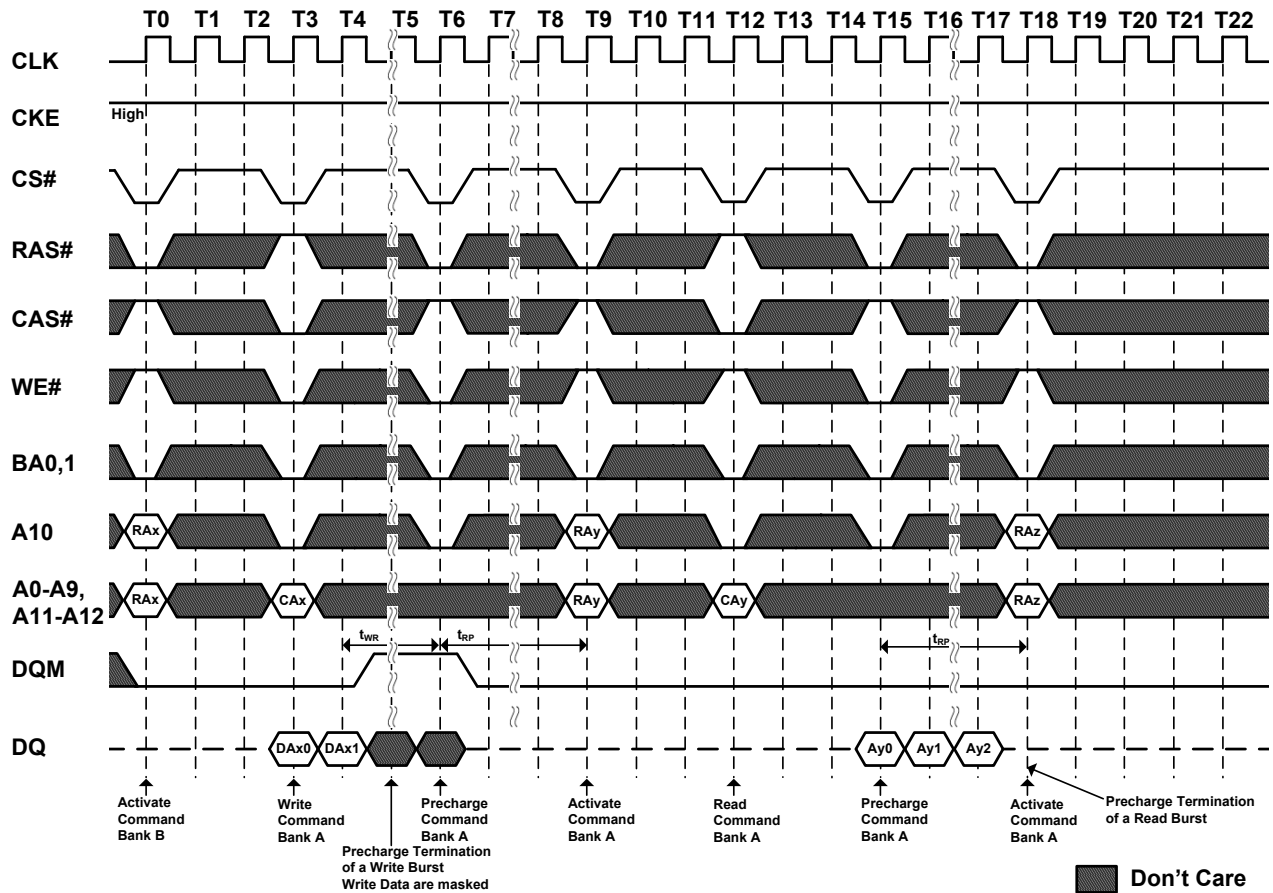 T0 T1 T2 T3 T4 T5 T6 T7 T8 T9 T10 T11 T12 T13 T14 T15 T16 T17 T18 T19 T20 T21 T22
CLK
CKE
High
CS#
RAS#
CAS#
WE#
BA0,1
A10
RAx RAy RAz
A0-A9,
A11-A12
RAx CAx RAy CAy RAz
tWR tRP tRP
DQM
DQ
DAx0 DAx1 Ay0 Ay1 Ay2
Activate
Command
Bank B
Write
Command
Bank A
Precharge Termination
of a Write Burst
Write Data are masked
Precharge
Command
Bank A
Activate
Command
Bank A
Read
Command
Bank A
Precharge
Command
Bank A
Activate
Command
Bank A
Precharge Termination
of a Read Burst
Don't Care